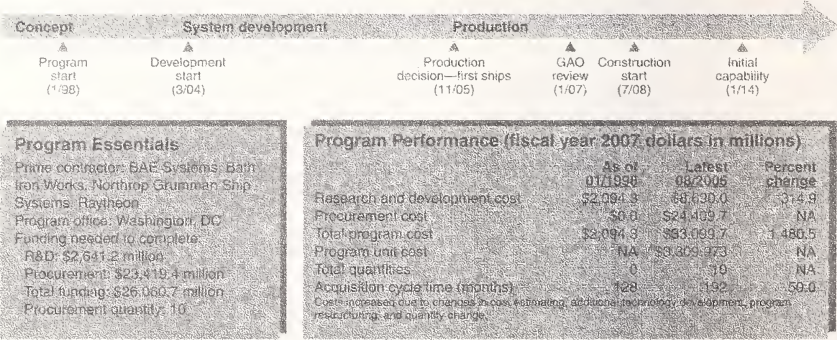 Concept System development Production
Program start (1/98)
Development start (3/04)
Production decision—first ships (11/05)
GAO review (1/07)
Construction start (7/08)
Initial capability (1/14)
Program Essentials
Prime contractor: BAE Systems, Bath
Iron Works, Northrop Grumman Ship
Systems, Raytheon
Program office: Washington, DC
Funding needed to complete:
R&D: $2,641.2 million
Procurement: $23,419.4 million
Total funding: $26,060.7 million
Procurement quantity: 10
Program Performance (fiscal year 2007 dollars in millions)
As of Latest Percent
01/1998 change
Research and development cost $2,094.3 $8,690.0 314.9
Procurement cost $0.0 $24,409.7 NA
Total program cost $2,094.3 $33,099.7 1,480.5
Program unit cost NA $3,309.973 NA
Total quantities 0 10 NA
Acquisition cycle time (months) 128 192 50.0
Costs increased due to changes in cost estimating, additional technology development, program
restructuring, and quantity change.